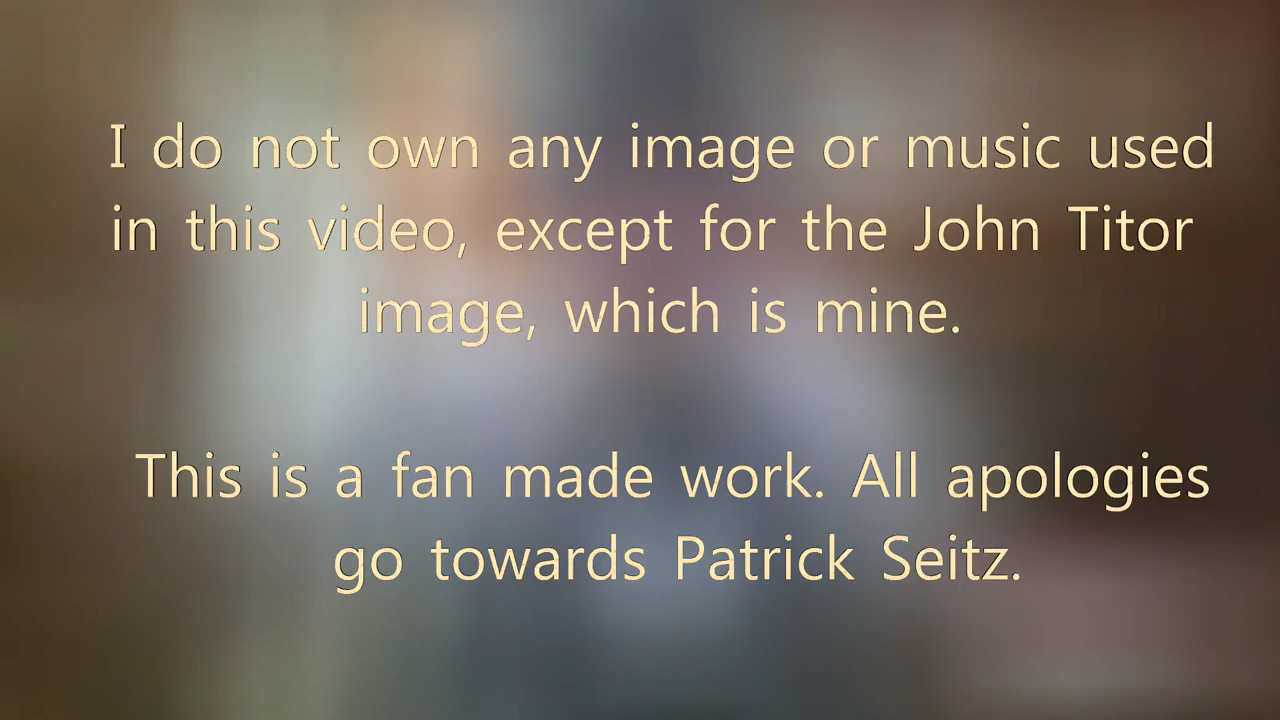 I do not own any image or music used
in this video, except for the John Titor
image, which is mine.
This is a fan made work. All apologies
go towards Patrick Seitz.